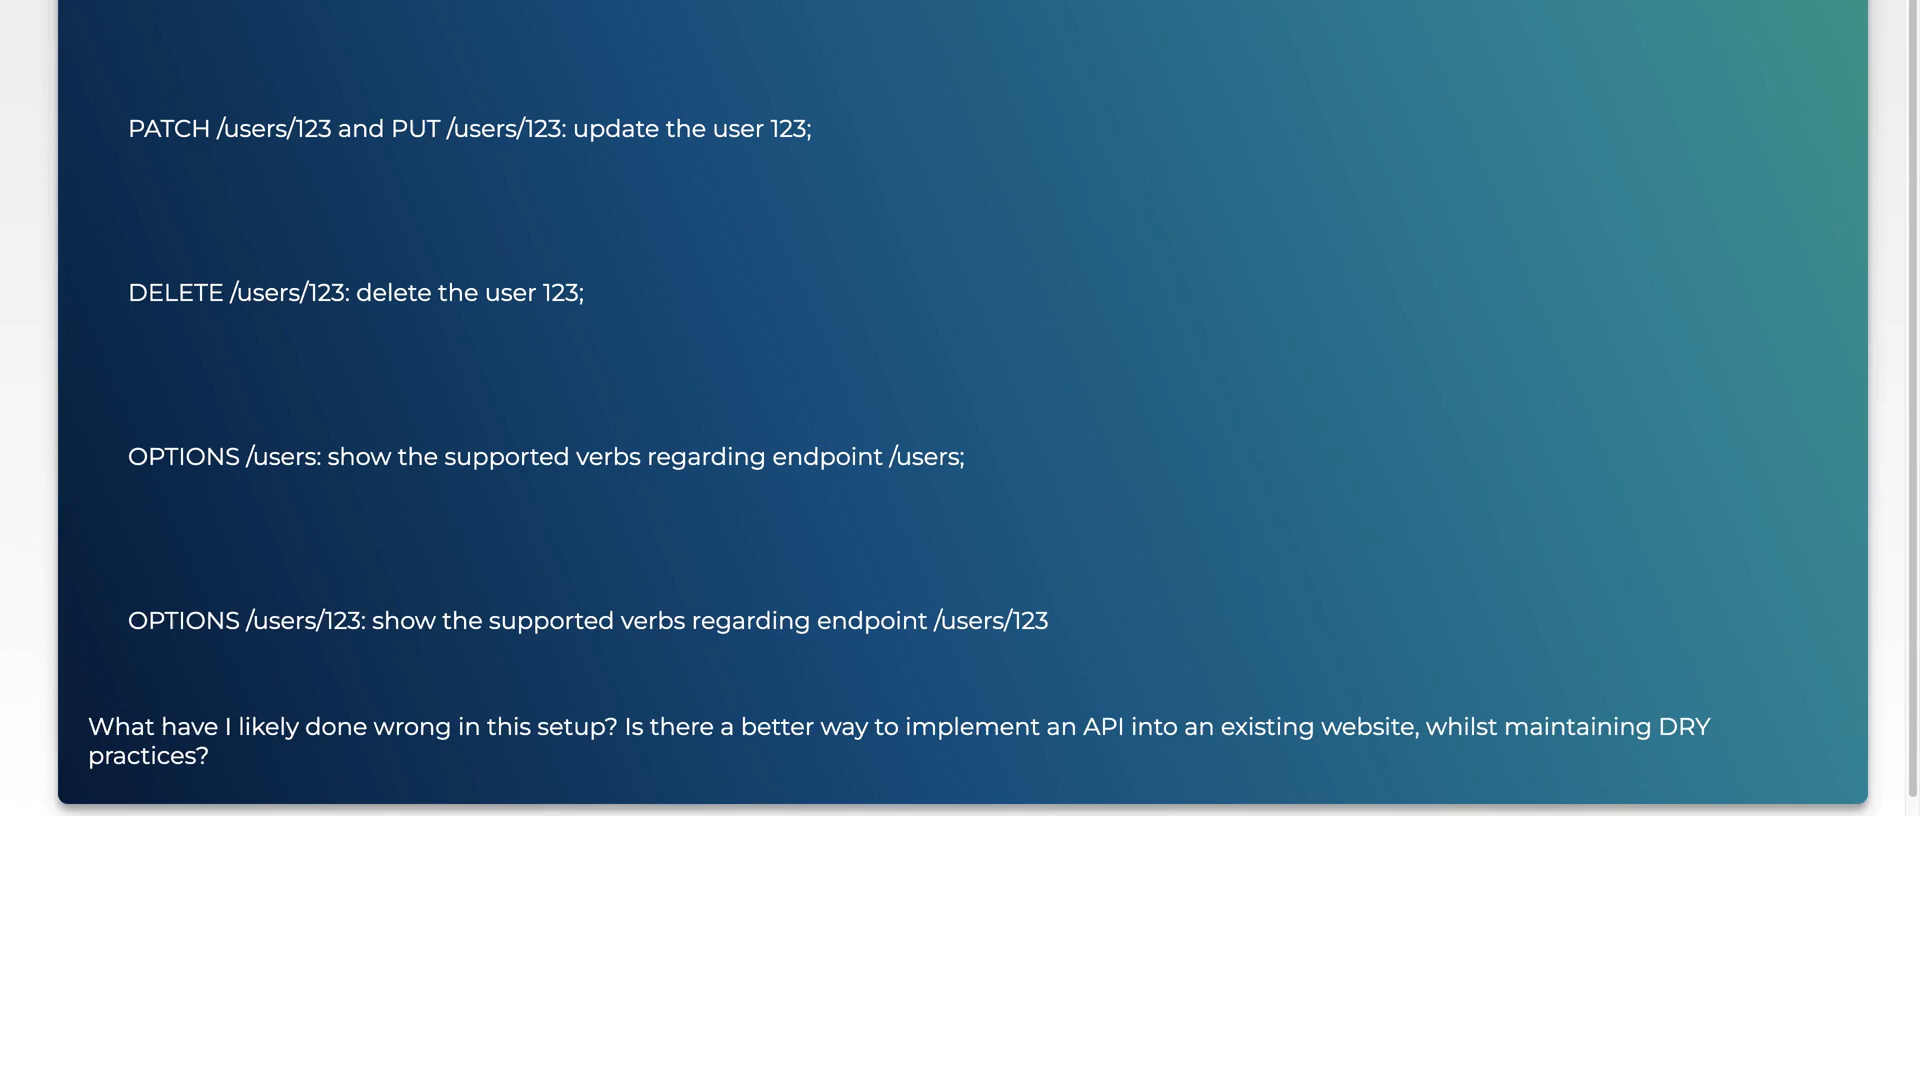 PATCH /users/123 and PUT /users/123: update the user 123;
DELETE /users/123: delete the user 123;
OPTIONS /users: show the supported verbs regarding endpoint /users;
OPTIONS /users/123: show the supported verbs regarding endpoint /users/123
What have I likely done wrong in this setup? Is there a better way to implement an API into an existing website, whilst maintaining DRY
practices?